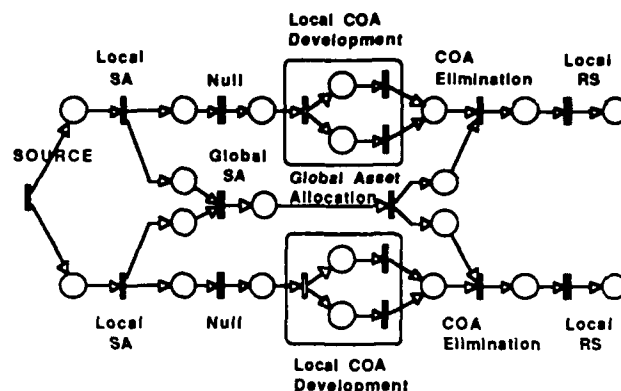 Local COA
Development
Local
SA
Null
COA
Elimination
Local
RS
SOURCE
Global
SA
Global Asset
Allocation
Local
SA
Null
COA
Elimination
Local
RS
Local COA
Development